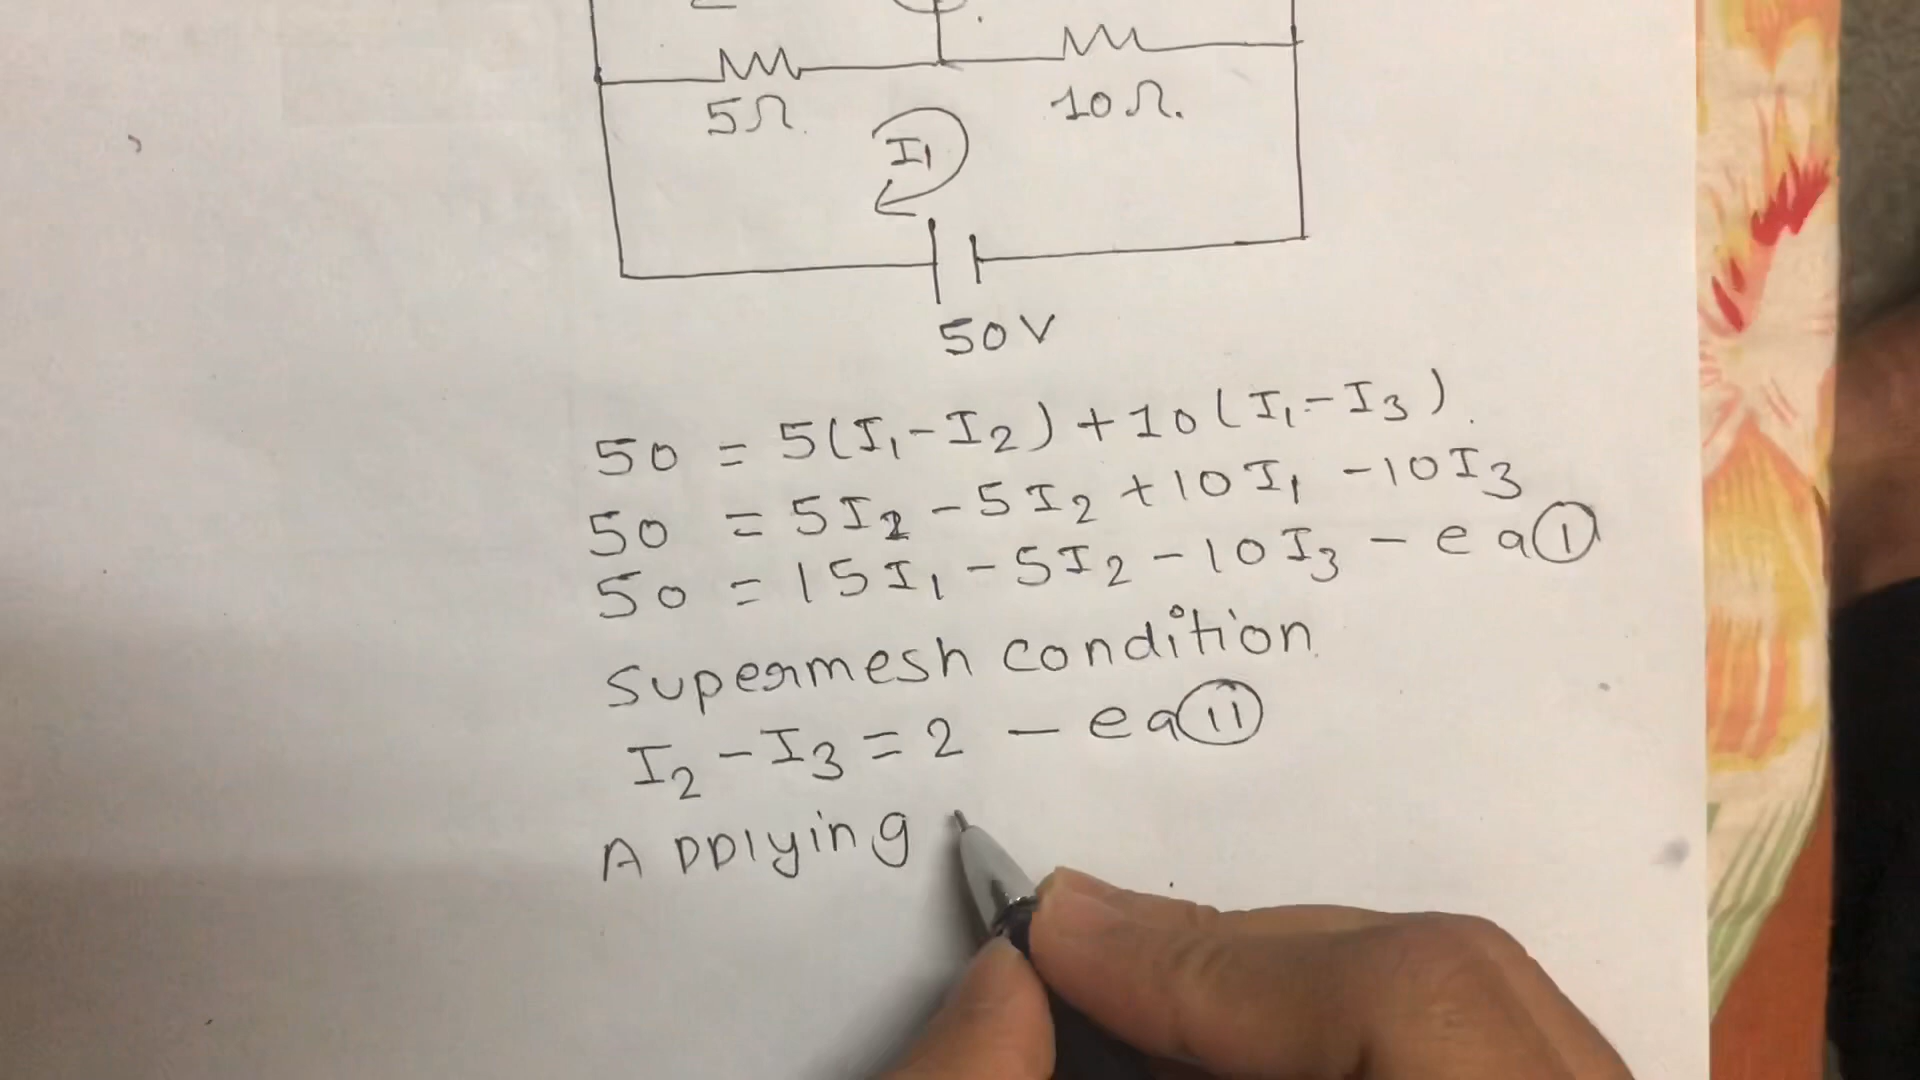 5Ω
10Ω.
I1
50V
50 = 5(I1-I2)+10(I1-I3).
50 = 5I2-5I2+10I1-10I3
50 = 15I1-5I2-10I3 - eq(1)
Supermesh condition.
I2-I3=2 - eq(ii)
Applying